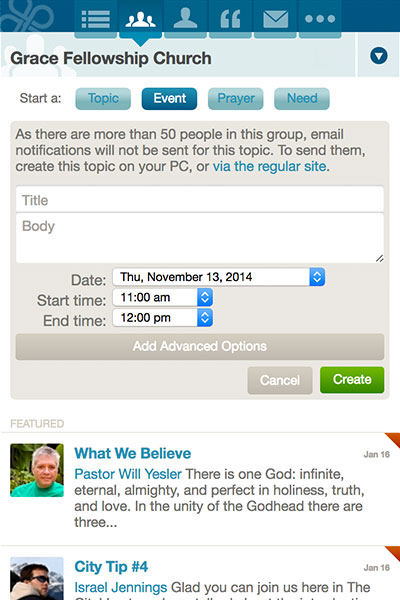 Grace Fellowship Church
Start a: Topic Event Prayer Need
As there are more than 50 people in this group, email
notifications will not be sent for this topic. To send them,
create this topic on your PC, or via the regular site.
Title
Body
Date: Thu, November 13, 2014
Start time: 11:00 am
End time: 12:00 pm
Add Advanced Options
Cancel Create
FEATURED
What We Believe Jan 16
Pastor Will Yesler There is one God: infinite,
eternal, almighty, and perfect in holiness, truth,
and love. In the unity of the Godhead there are
three...
City Tip #4 Jan 16
Israel Jennings Glad you can join us here in The